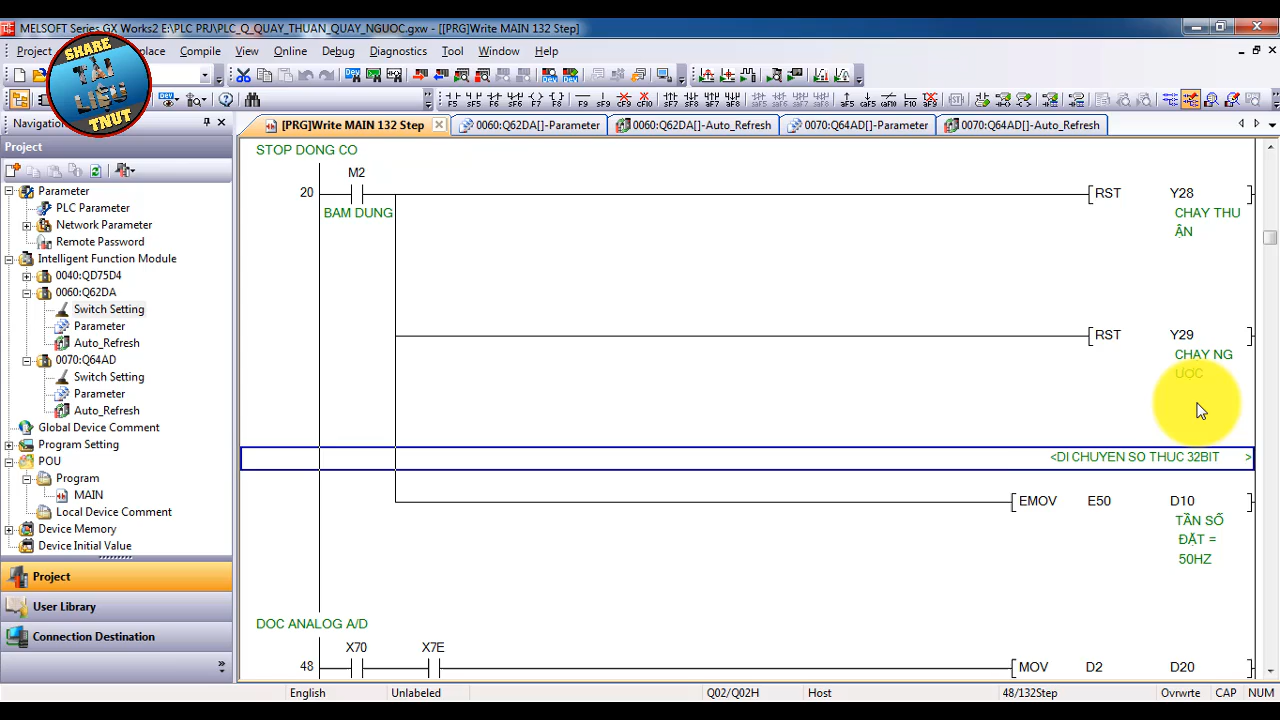 MELSOFT Series GX Works2 E:\PLC PRJ\PLC_Q_QUAY_THUAN_QUAY_NGUOC.gxw - [[PRG]Write MAIN 132 Step]
Project
place Compile View Online Debug Diagnostics Tool Window Help
SHARE
TÀI
LIỆU
TNUT
Project
[PRG]Write MAIN 132 Step
0060:Q62DA[]-Parameter
0060:Q62DA[]-Auto_Refresh
0070:Q64AD[]-Parameter
0070:Q64AD[]-Auto_Refresh
Parameter
PLC Parameter
Network Parameter
Remote Password
Intelligent Function Module
0040:QD75D4
0060:Q62DA
Switch Setting
Parameter
Auto_Refresh
0070:Q64AD
Switch Setting
Parameter
Auto_Refresh
Global Device Comment
Program Setting
POU
Program
MAIN
Local Device Comment
Device Memory
Device Initial Value
Project
User Library
Connection Destination
STOP DONG CO
M2
20
RST Y28
BAM DUNG
CHAY THU
ẬN
RST Y29
CHAY NG
ƯƠC
<DI CHUYEN SO THUC 32BIT >
EMOV E50 D10
TẦN SỐ
ĐẶT =
50HZ
DOC ANALOG A/D
X70 X7E
48
MOV D2 D20
English Unlabeled Q02/Q02H Host 48/132Step Ovrwrte CAP NUM